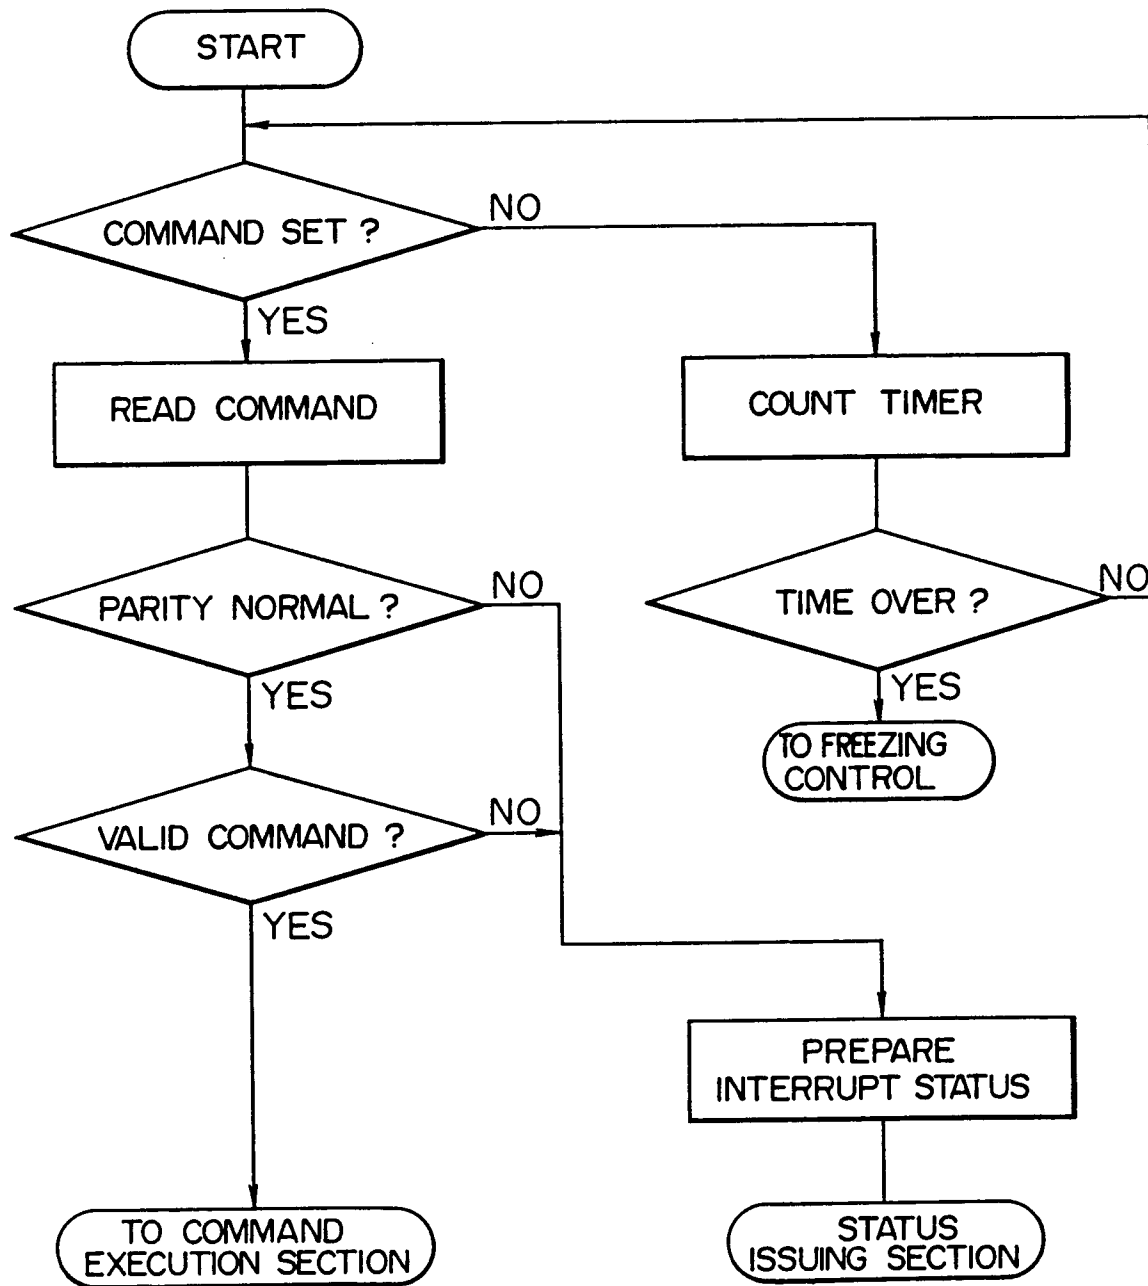 START
COMMAND SET ?
NO
YES
READ COMMAND
COUNT TIMER
PARITY NORMAL ?
NO
TIME OVER ?
NO
YES
YES
TO FREEZING
CONTROL
VALID COMMAND ?
NO
YES
PREPARE
INTERRUPT STATUS
TO COMMAND
EXECUTION SECTION
STATUS
ISSUING SECTION